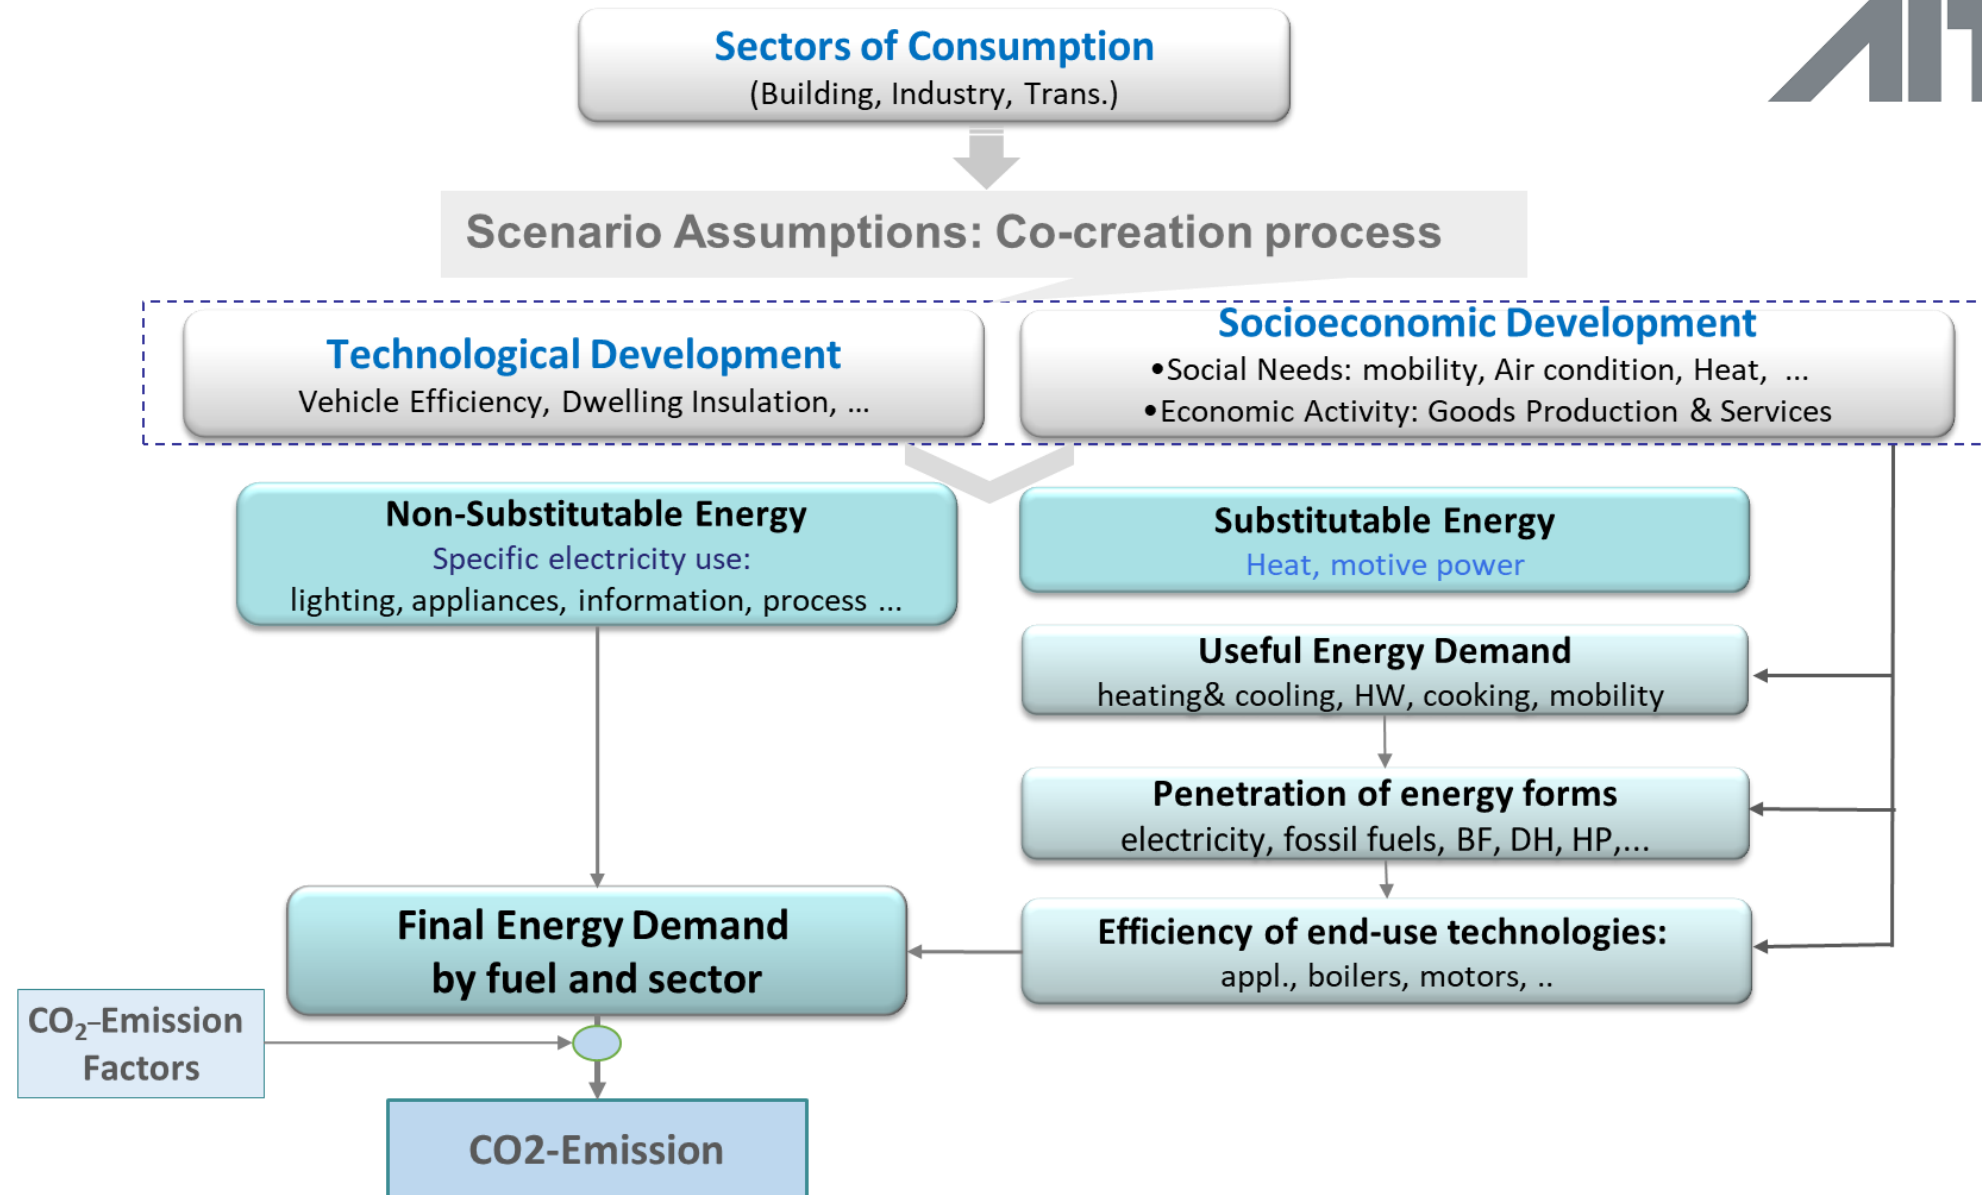 Sectors of Consumption
(Building, Industry, Trans.)
AIT
Scenario Assumptions: Co-creation process
Technological Development
Vehicle Efficiency, Dwelling Insulation, ...
Socioeconomic Development
•Social Needs: mobility, Air condition, Heat, ...
•Economic Activity: Goods Production & Services
Non-Substitutable Energy
Specific electricity use:
lighting, appliances, information, process ...
Substitutable Energy
Heat, motive power
Useful Energy Demand
heating& cooling, HW, cooking, mobility
Penetration of energy forms
electricity, fossil fuels, BF, DH, HP,...
Efficiency of end-use technologies:
appl., boilers, motors, ..
Final Energy Demand
by fuel and sector
CO₂–Emission
Factors
CO2-Emission